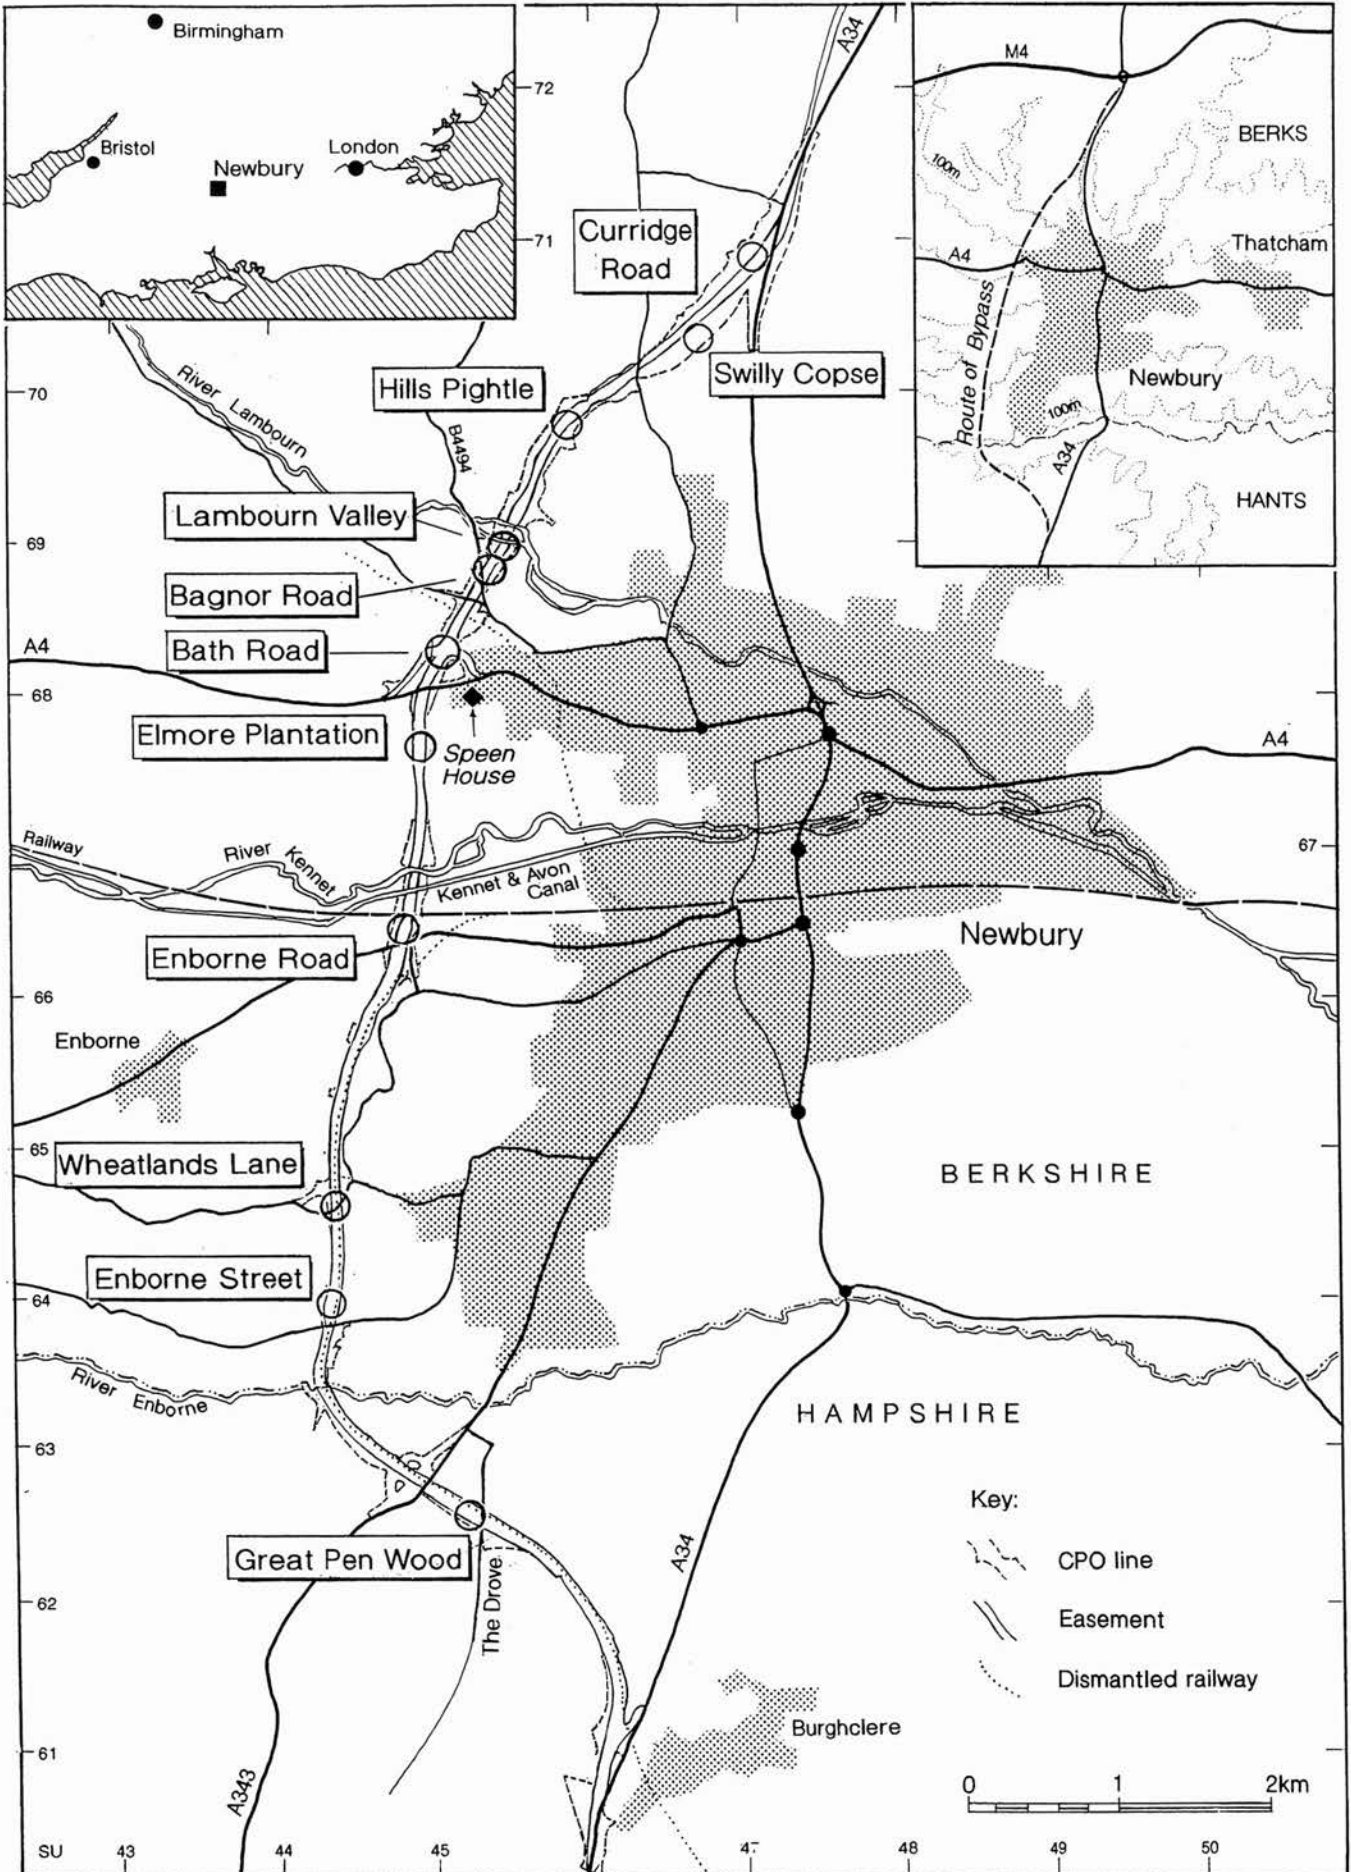 Birmingham
Bristol
Newbury
London
A34
72
71
70
69
68
67
66
65
64
63
62
61
M4
BERKS
100m
A4
Thatcham
Route of Bypass
Newbury
100m
A34
HANTS
Curridge
Road
Swilly Copse
Hills Pightle
River Lambourn
B4494
Lambourn Valley
Bagnor Road
Bath Road
A4
Elmore Plantation
Speen
House
A4
Railway
River Kennet
Kennet & Avon
Canal
Enborne Road
Newbury
Enborne
Wheatlands Lane
BERKSHIRE
Enborne Street
River Enborne
HAMPSHIRE
Great Pen Wood
The Drove
A34
A343
Burghclere
Key:
CPO line
Easement
Dismantled railway
0 1 2km
SU 43 44 45 47 48 49 50